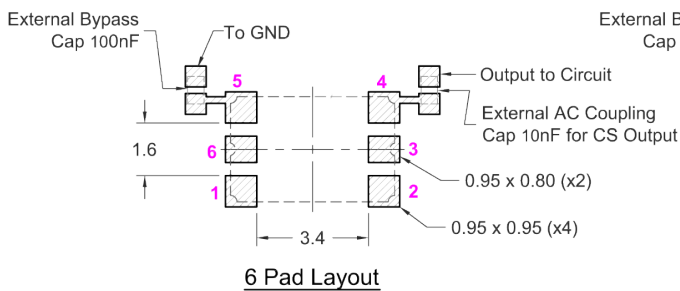 External Bypass
Cap 100nF
To GND
External B
Cap
5
4
Output to Circuit
External AC Coupling
Cap 10nF for CS Output
1.6
6
3
0.95 x 0.80 (x2)
1
2
0.95 x 0.95 (x4)
3.4
6 Pad Layout